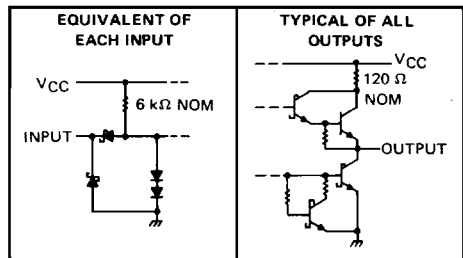 EQUIVALENT OF
EACH INPUT
VCC
6 kΩ NOM
INPUT
TYPICAL OF ALL
OUTPUTS
VCC
120 Ω
NOM
OUTPUT